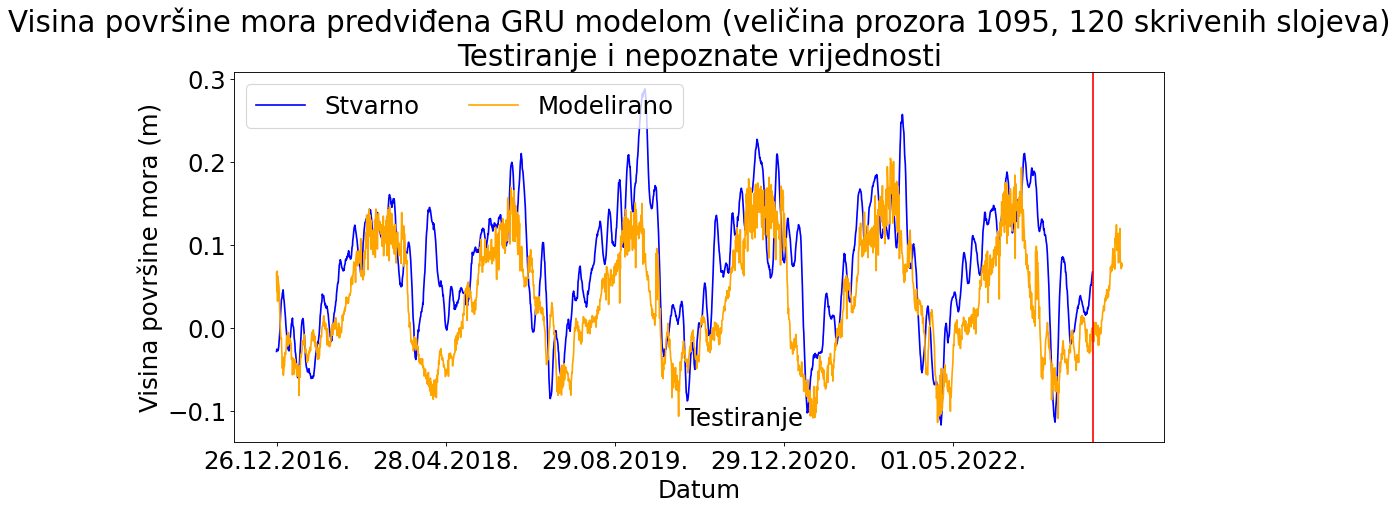 Visina površine mora predviđena GRU modelom (veličina prozora 1095, 120 skrivenih slojeva)
Testiranje i nepoznate vrijednosti
Stvarno Modelirano
Visina površine mora (m)
0.3
0.2
0.1
0.0
−0.1
Testiranje
26.12.2016. 28.04.2018. 29.08.2019. 29.12.2020. 01.05.2022.
Datum